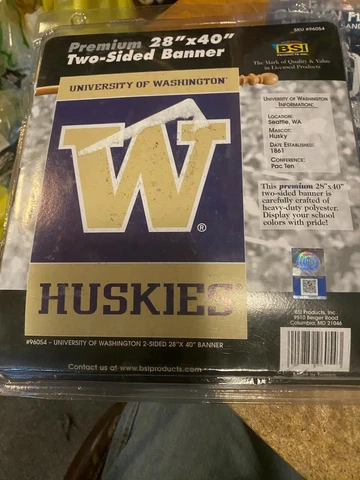 Premium 28"x40"
Two-Sided Banner
SKU #96054
BSI
The Mark of Quality & Value
in Licensed Products
UNIVERSITY OF WASHINGTON
W
®
HUSKIES
UNIVERSITY OF WASHINGTON
INFORMATION:
LOCATION:
Seattle, WA
MASCOT:
Husky
DATE ESTABLISHED:
1861
CONFERENCE:
Pac Ten
This premium 28"x40"
two-sided banner is
carefully crafted of
heavy-duty polyester.
Display your school
colors with pride!
BSI Products, Inc.
9510 Berger Road
Columbia, MD 21046
#96054 - UNIVERSITY OF WASHINGTON 2-SIDED 28"X 40" BANNER
Contact us at www.bsiproducts.com